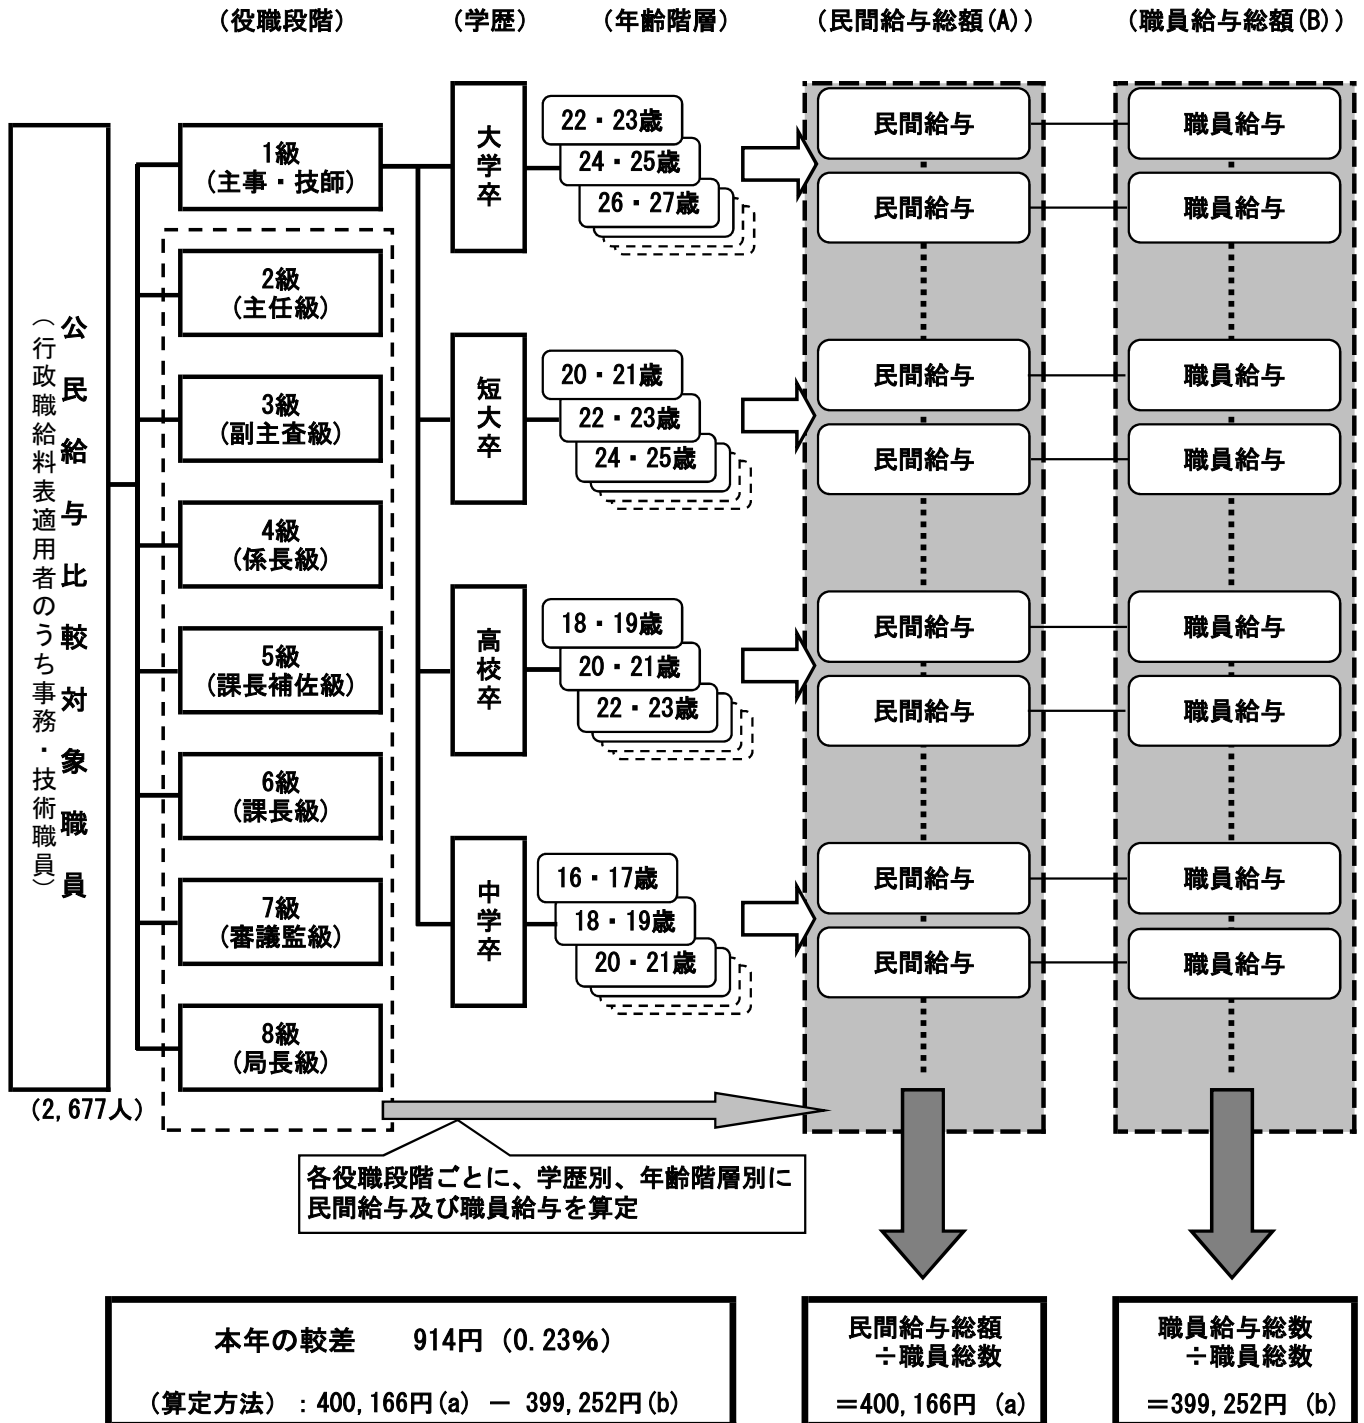 （役職段階）
（学歴）
（年齢階層）
（民間給与総額(A)）
（職員給与総額(B)）
公民給与比較対象職員
（行政職給料表適用者のうち事務・技術職員）
（2,677人）
1級
（主事・技師）
2級
（主任級）
3級
（副主査級）
4級
（係長級）
5級
（課長補佐級）
6級
（課長級）
7級
（審議監級）
8級
（局長級）
大学卒
22・23歳
24・25歳
26・27歳
短大卒
20・21歳
22・23歳
24・25歳
高校卒
18・19歳
20・21歳
22・23歳
中学卒
16・17歳
18・19歳
20・21歳
民間給与
職員給与
民間給与
職員給与
民間給与
職員給与
民間給与
職員給与
民間給与
職員給与
民間給与
職員給与
民間給与
職員給与
民間給与
職員給与
各役職段階ごとに、学歴別、年齢階層別に
民間給与及び職員給与を算定
本年の較差　914円（0.23％）
（算定方法）：400,166円(a) － 399,252円(b)
民間給与総額
÷職員総数
＝400,166円 (a)
職員給与総数
÷職員総数
＝399,252円 (b)